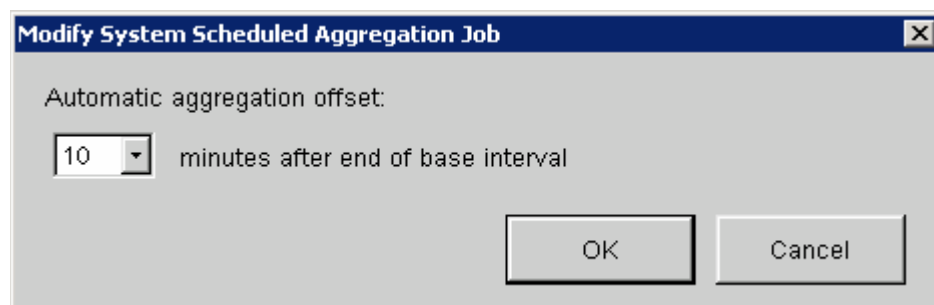 Modify System Scheduled Aggregation Job
Automatic aggregation offset:
10 minutes after end of base interval
OK Cancel